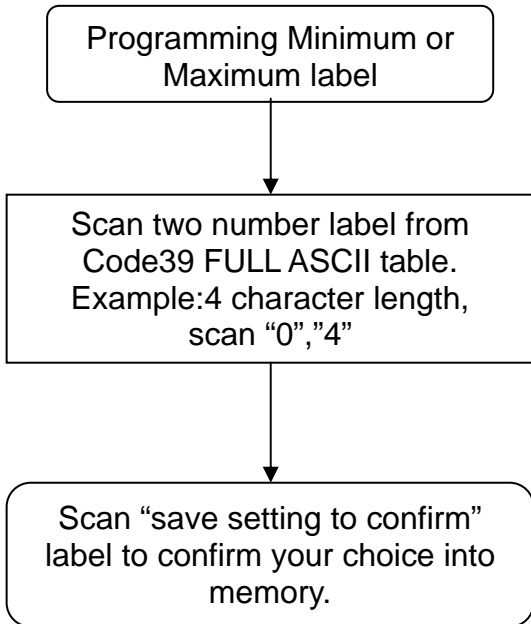 Programming Minimum or
Maximum label
Scan two number label from
Code39 FULL ASCII table.
Example:4 character length,
scan “0”,”4”
Scan “save setting to confirm”
label to confirm your choice into
memory.